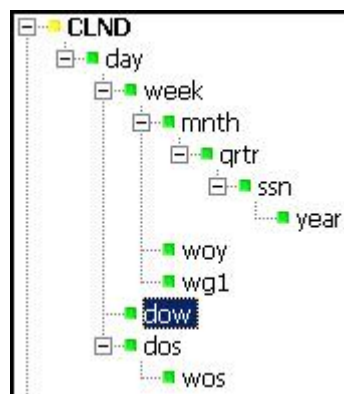 CLND
day
week
mnth
qrtr
ssn
year
woy
wg1
dow
dos
wos